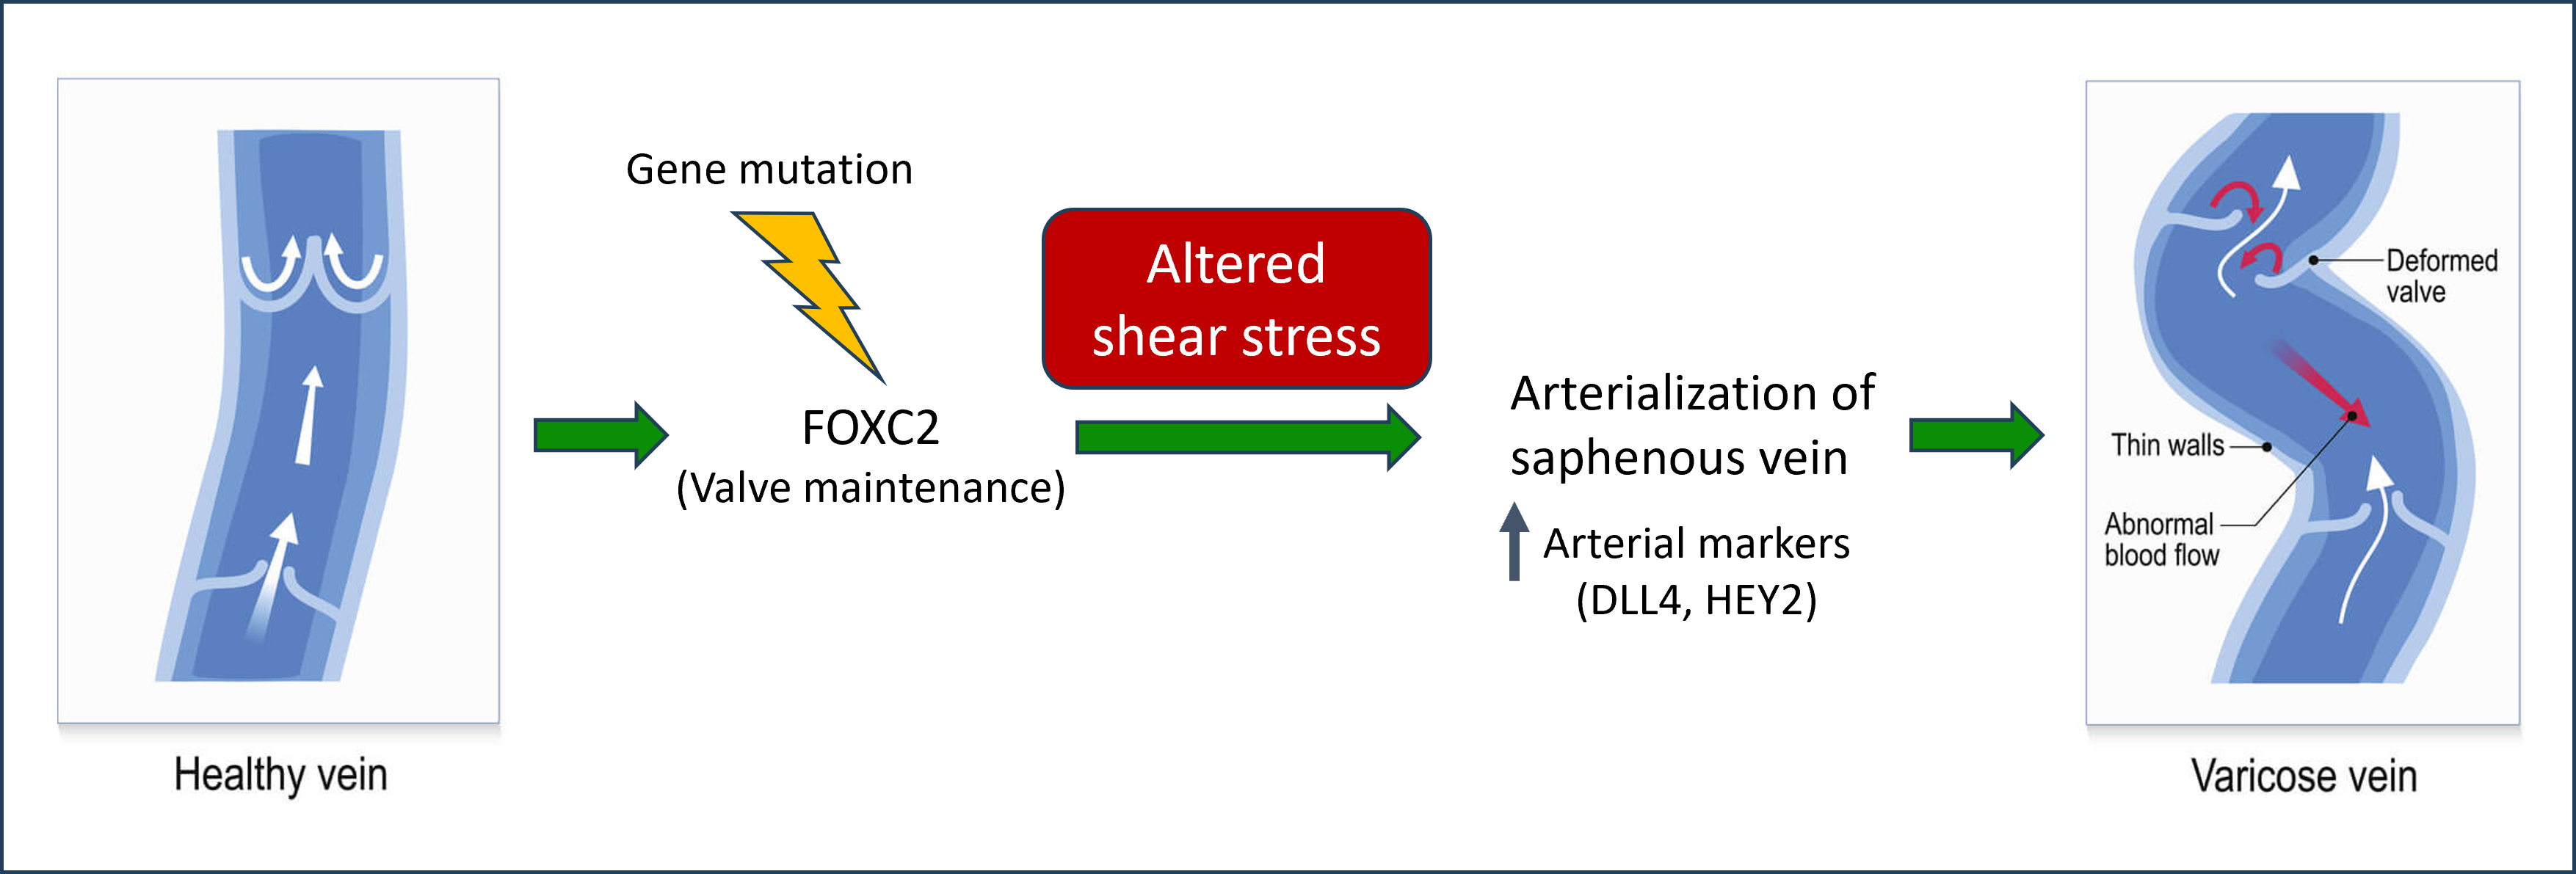 Healthy vein
Gene mutation
FOXC2
(Valve maintenance)
Altered
shear stress
Arterialization of
saphenous vein
Arterial markers
(DLL4, HEY2)
Deformed
valve
Thin walls
Abnormal
blood flow
Varicose vein